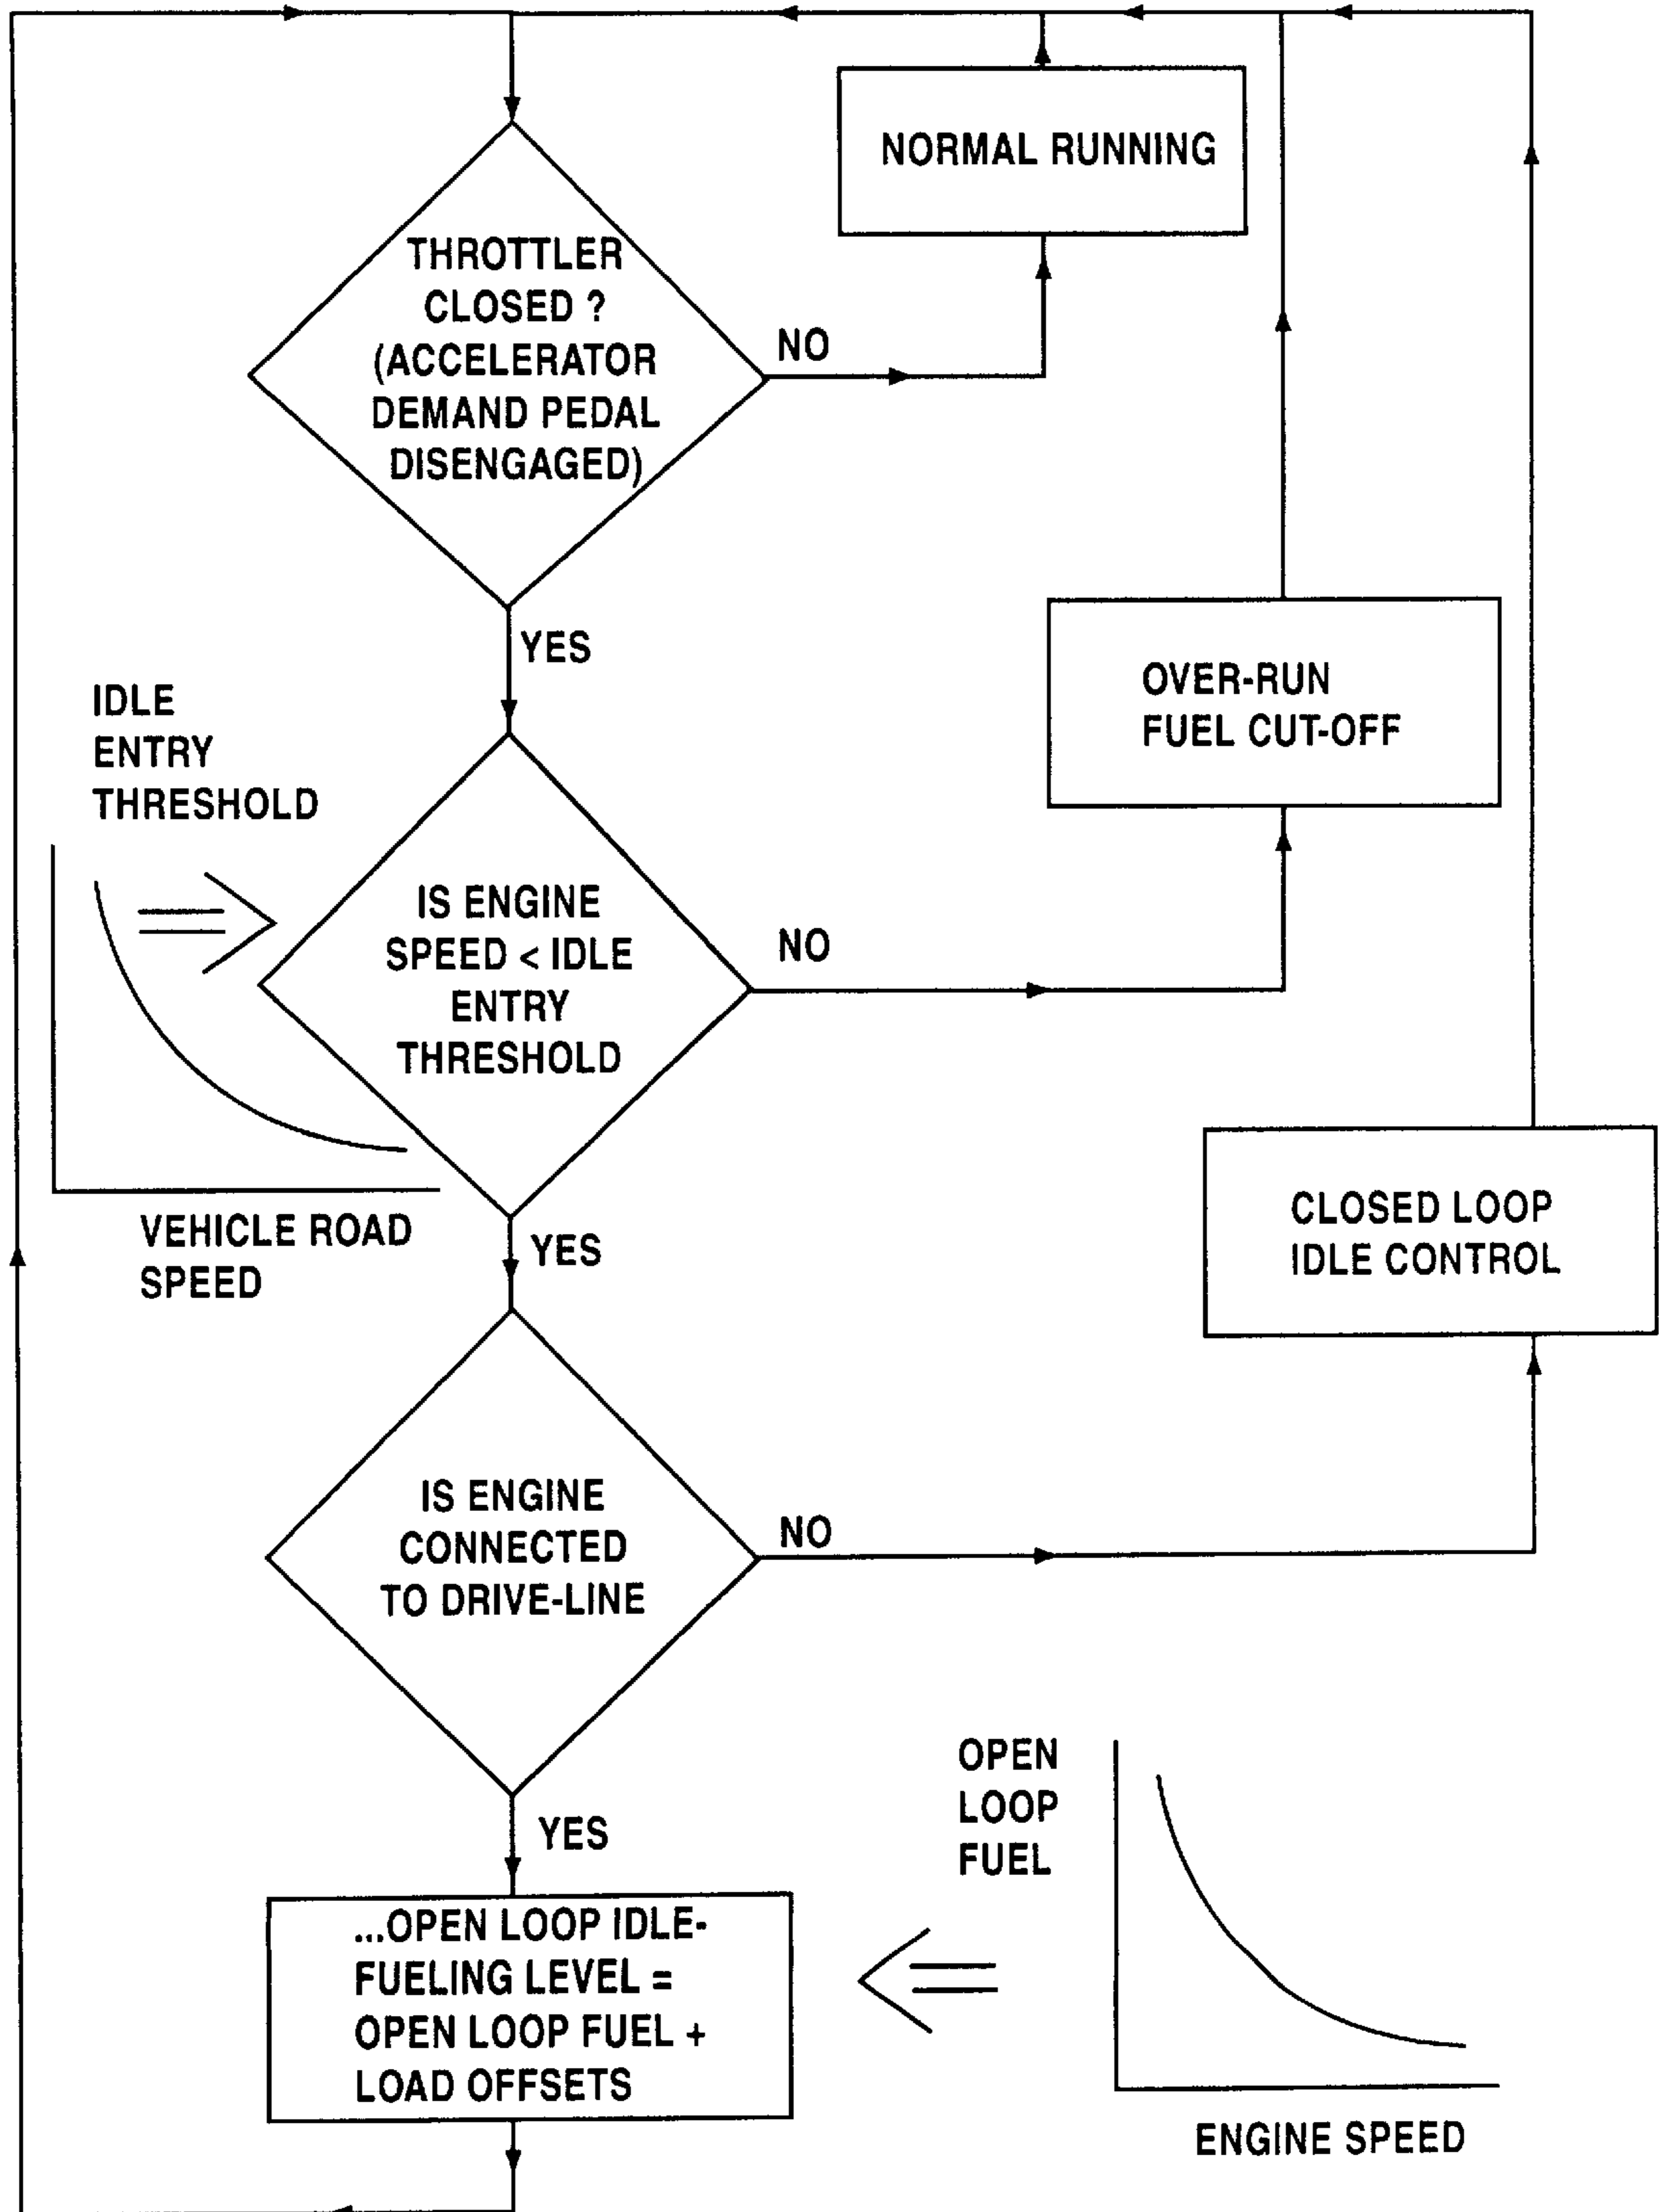 NORMAL RUNNING
THROTTLER
CLOSED ?
(ACCELERATOR
DEMAND PEDAL
DISENGAGED)
NO
YES
OVER-RUN
FUEL CUT-OFF
IDLE
ENTRY
THRESHOLD
IS ENGINE
SPEED < IDLE
ENTRY
THRESHOLD
NO
VEHICLE ROAD
SPEED
YES
CLOSED LOOP
IDLE CONTROL
IS ENGINE
CONNECTED
TO DRIVE-LINE
NO
YES
OPEN
LOOP
FUEL
...OPEN LOOP IDLE-
FUELING LEVEL =
OPEN LOOP FUEL +
LOAD OFFSETS
ENGINE SPEED